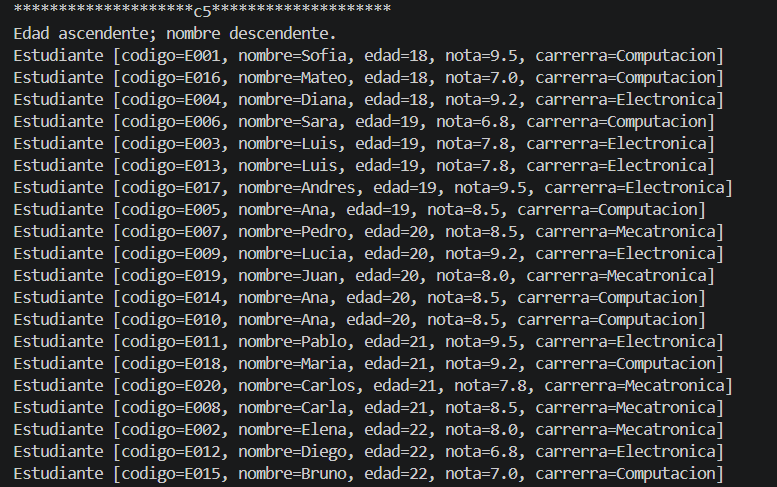 ********************c5********************
Edad ascendente; nombre descendente.
Estudiante [codigo=E001, nombre=Sofia, edad=18, nota=9.5, carrerra=Computacion]
Estudiante [codigo=E016, nombre=Mateo, edad=18, nota=7.0, carrerra=Computacion]
Estudiante [codigo=E004, nombre=Diana, edad=18, nota=9.2, carrerra=Electronica]
Estudiante [codigo=E006, nombre=Sara, edad=19, nota=6.8, carrerra=Computacion]
Estudiante [codigo=E003, nombre=Luis, edad=19, nota=7.8, carrerra=Electronica]
Estudiante [codigo=E013, nombre=Luis, edad=19, nota=7.8, carrerra=Electronica]
Estudiante [codigo=E017, nombre=Andres, edad=19, nota=9.5, carrerra=Electronica]
Estudiante [codigo=E005, nombre=Ana, edad=19, nota=8.5, carrerra=Computacion]
Estudiante [codigo=E007, nombre=Pedro, edad=20, nota=8.5, carrerra=Mecatronica]
Estudiante [codigo=E009, nombre=Lucia, edad=20, nota=9.2, carrerra=Electronica]
Estudiante [codigo=E019, nombre=Juan, edad=20, nota=8.0, carrerra=Mecatronica]
Estudiante [codigo=E014, nombre=Ana, edad=20, nota=8.5, carrerra=Computacion]
Estudiante [codigo=E010, nombre=Ana, edad=20, nota=8.5, carrerra=Computacion]
Estudiante [codigo=E011, nombre=Pablo, edad=21, nota=9.5, carrerra=Electronica]
Estudiante [codigo=E018, nombre=Maria, edad=21, nota=9.2, carrerra=Computacion]
Estudiante [codigo=E020, nombre=Carlos, edad=21, nota=7.8, carrerra=Mecatronica]
Estudiante [codigo=E008, nombre=Carla, edad=21, nota=8.5, carrerra=Mecatronica]
Estudiante [codigo=E002, nombre=Elena, edad=22, nota=8.0, carrerra=Mecatronica]
Estudiante [codigo=E012, nombre=Diego, edad=22, nota=6.8, carrerra=Electronica]
Estudiante [codigo=E015, nombre=Bruno, edad=22, nota=7.0, carrerra=Computacion]